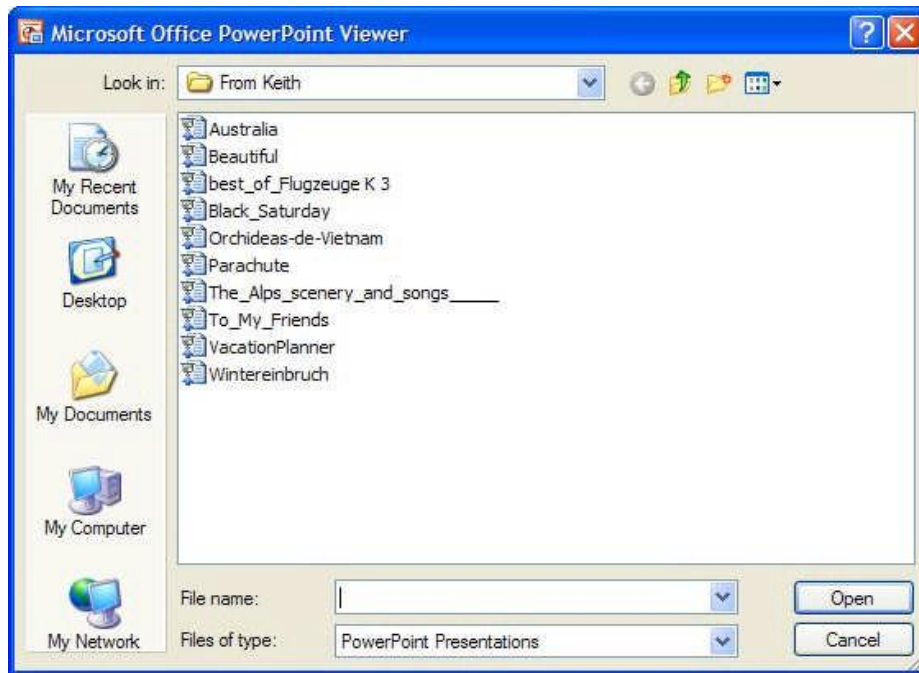 Microsoft Office PowerPoint Viewer
Look in: From Keith
My Recent
Documents
Desktop
My Documents
My Computer
My Network
Australia
Beautiful
best_of_Flugzeuge K 3
Black_Saturday
Orchideas-de-Vietnam
Parachute
The_Alps_scenery_and_songs_____
To_My_Friends
VacationPlanner
Wintereinbruch
File name: Open
Files of type: PowerPoint Presentations Cancel